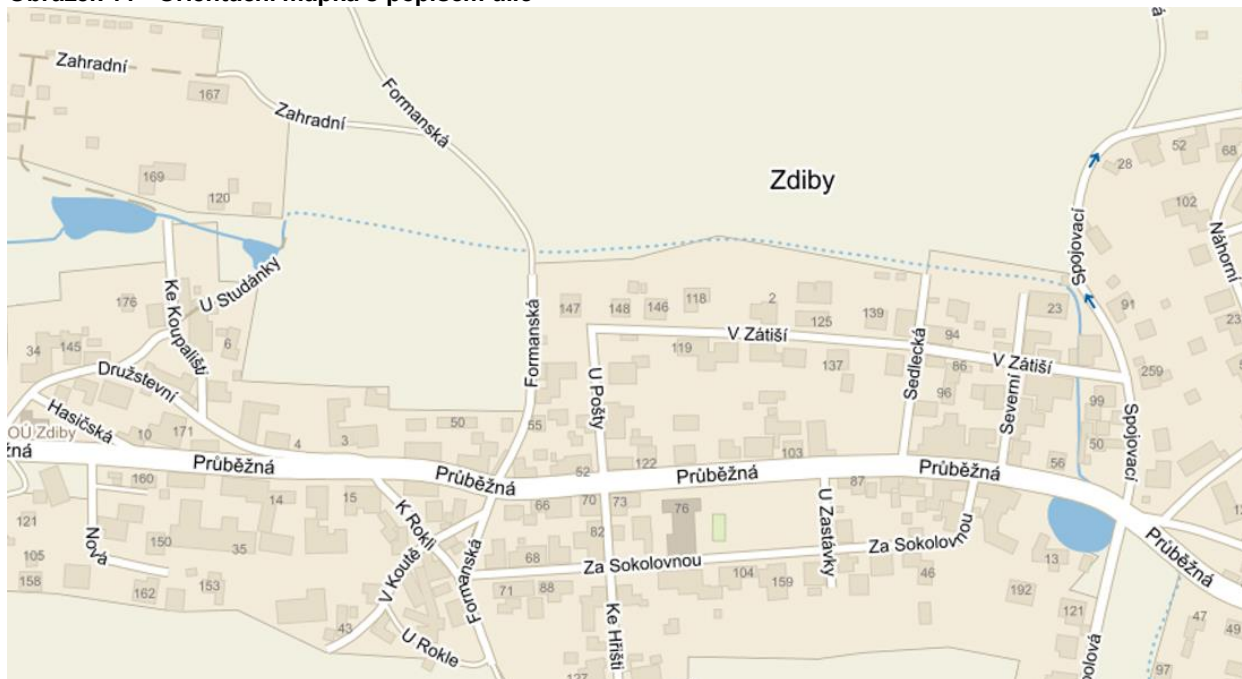 Zahradní
167
Zahradní
Formanská
Zdiby
28
52
68
102
Náhorní
169
120
Spojovací
Ke Koupališti
U Studánky
176
34
145
6
Družstevní
Hasičská
OÚ Zdiby
10
171
4
3
50
55
Formanská
147
148
146
118
2
125
139
94
23
91
V Zátiší
119
137
U Pošty
Sedlecká
86
96
V Zátiší
Severní
259
99
50
Spojovací
56
23
Průběžná
Průběžná
52
122
Průběžná
103
87
Průběžná
Průběžná
160
14
15
Nová
150
35
121
105
158
162
153
K Rokli
V Koutě
Formanská
43
U Rokle
66
70
73
82
76
68
71
88
Za Sokolovnou
104
159
U Zastávky
Za Sokolovnou
46
Ke Hřišti
127
13
192
121
47
49
97